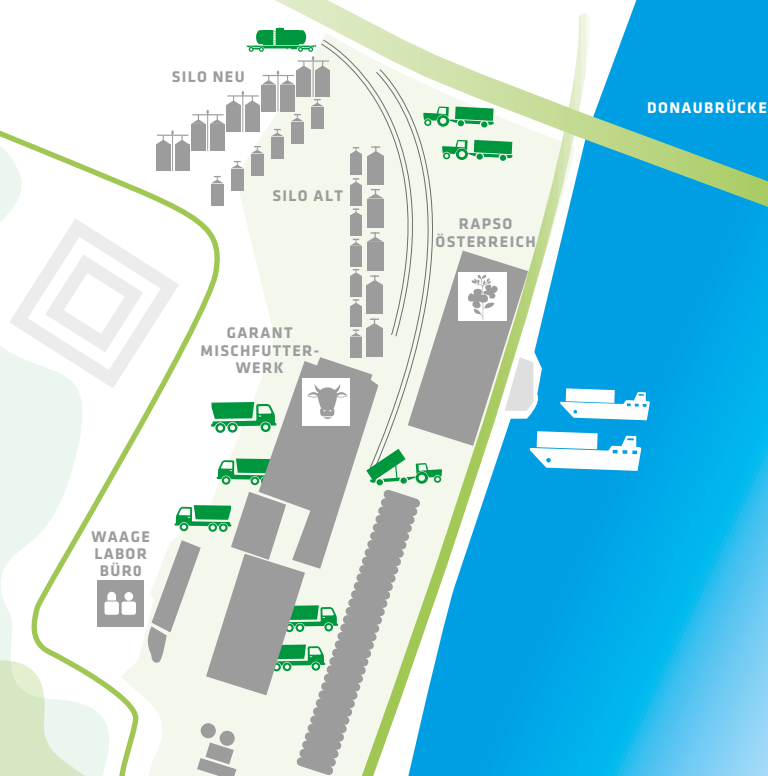 SILO NEU
DONAUBRÜCKE
SILO ALT
RAPSO
ÖSTERREICH
GARANT
MISCHFUTTER-
WERK
WAAGE
LABOR
BÜRO